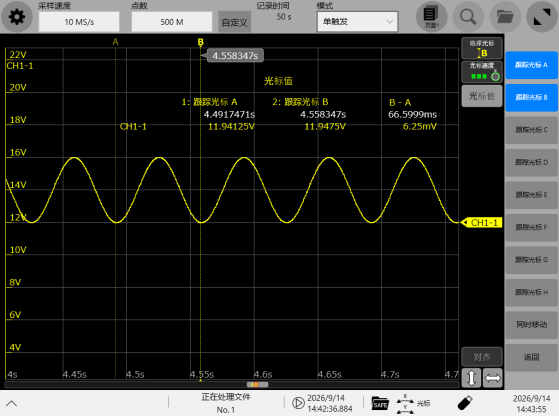 采样速度
点数
记录时间
模式
10 MS/s
500 M
自定义
50 s
单触发
页面1
A
B
4.558347s
22V
CH1-1
光标值
1: 跟踪光标 A
2: 跟踪光标 B
B - A
4.4917471s
4.558347s
66.5999ms
CH1-1
11.94125V
11.9475V
6.25mV
20V
18V
16V
14V
12V
10V
8V
6V
4V
CH1-1
4s
4.45s
4.5s
4.55s
4.6s
4.65s
4.7s
4.7
选择光标
B
光标速度
X
光标值
对齐
跟踪光标 A
跟踪光标 B
跟踪光标 C
跟踪光标 D
跟踪光标 E
跟踪光标 F
跟踪光标 G
跟踪光标 H
同时移动
返回
正在处理文件
No. 1
2026/9/14
14:42:36.884
SAFE
X
Y
光标
2026/9/14
14:43:55